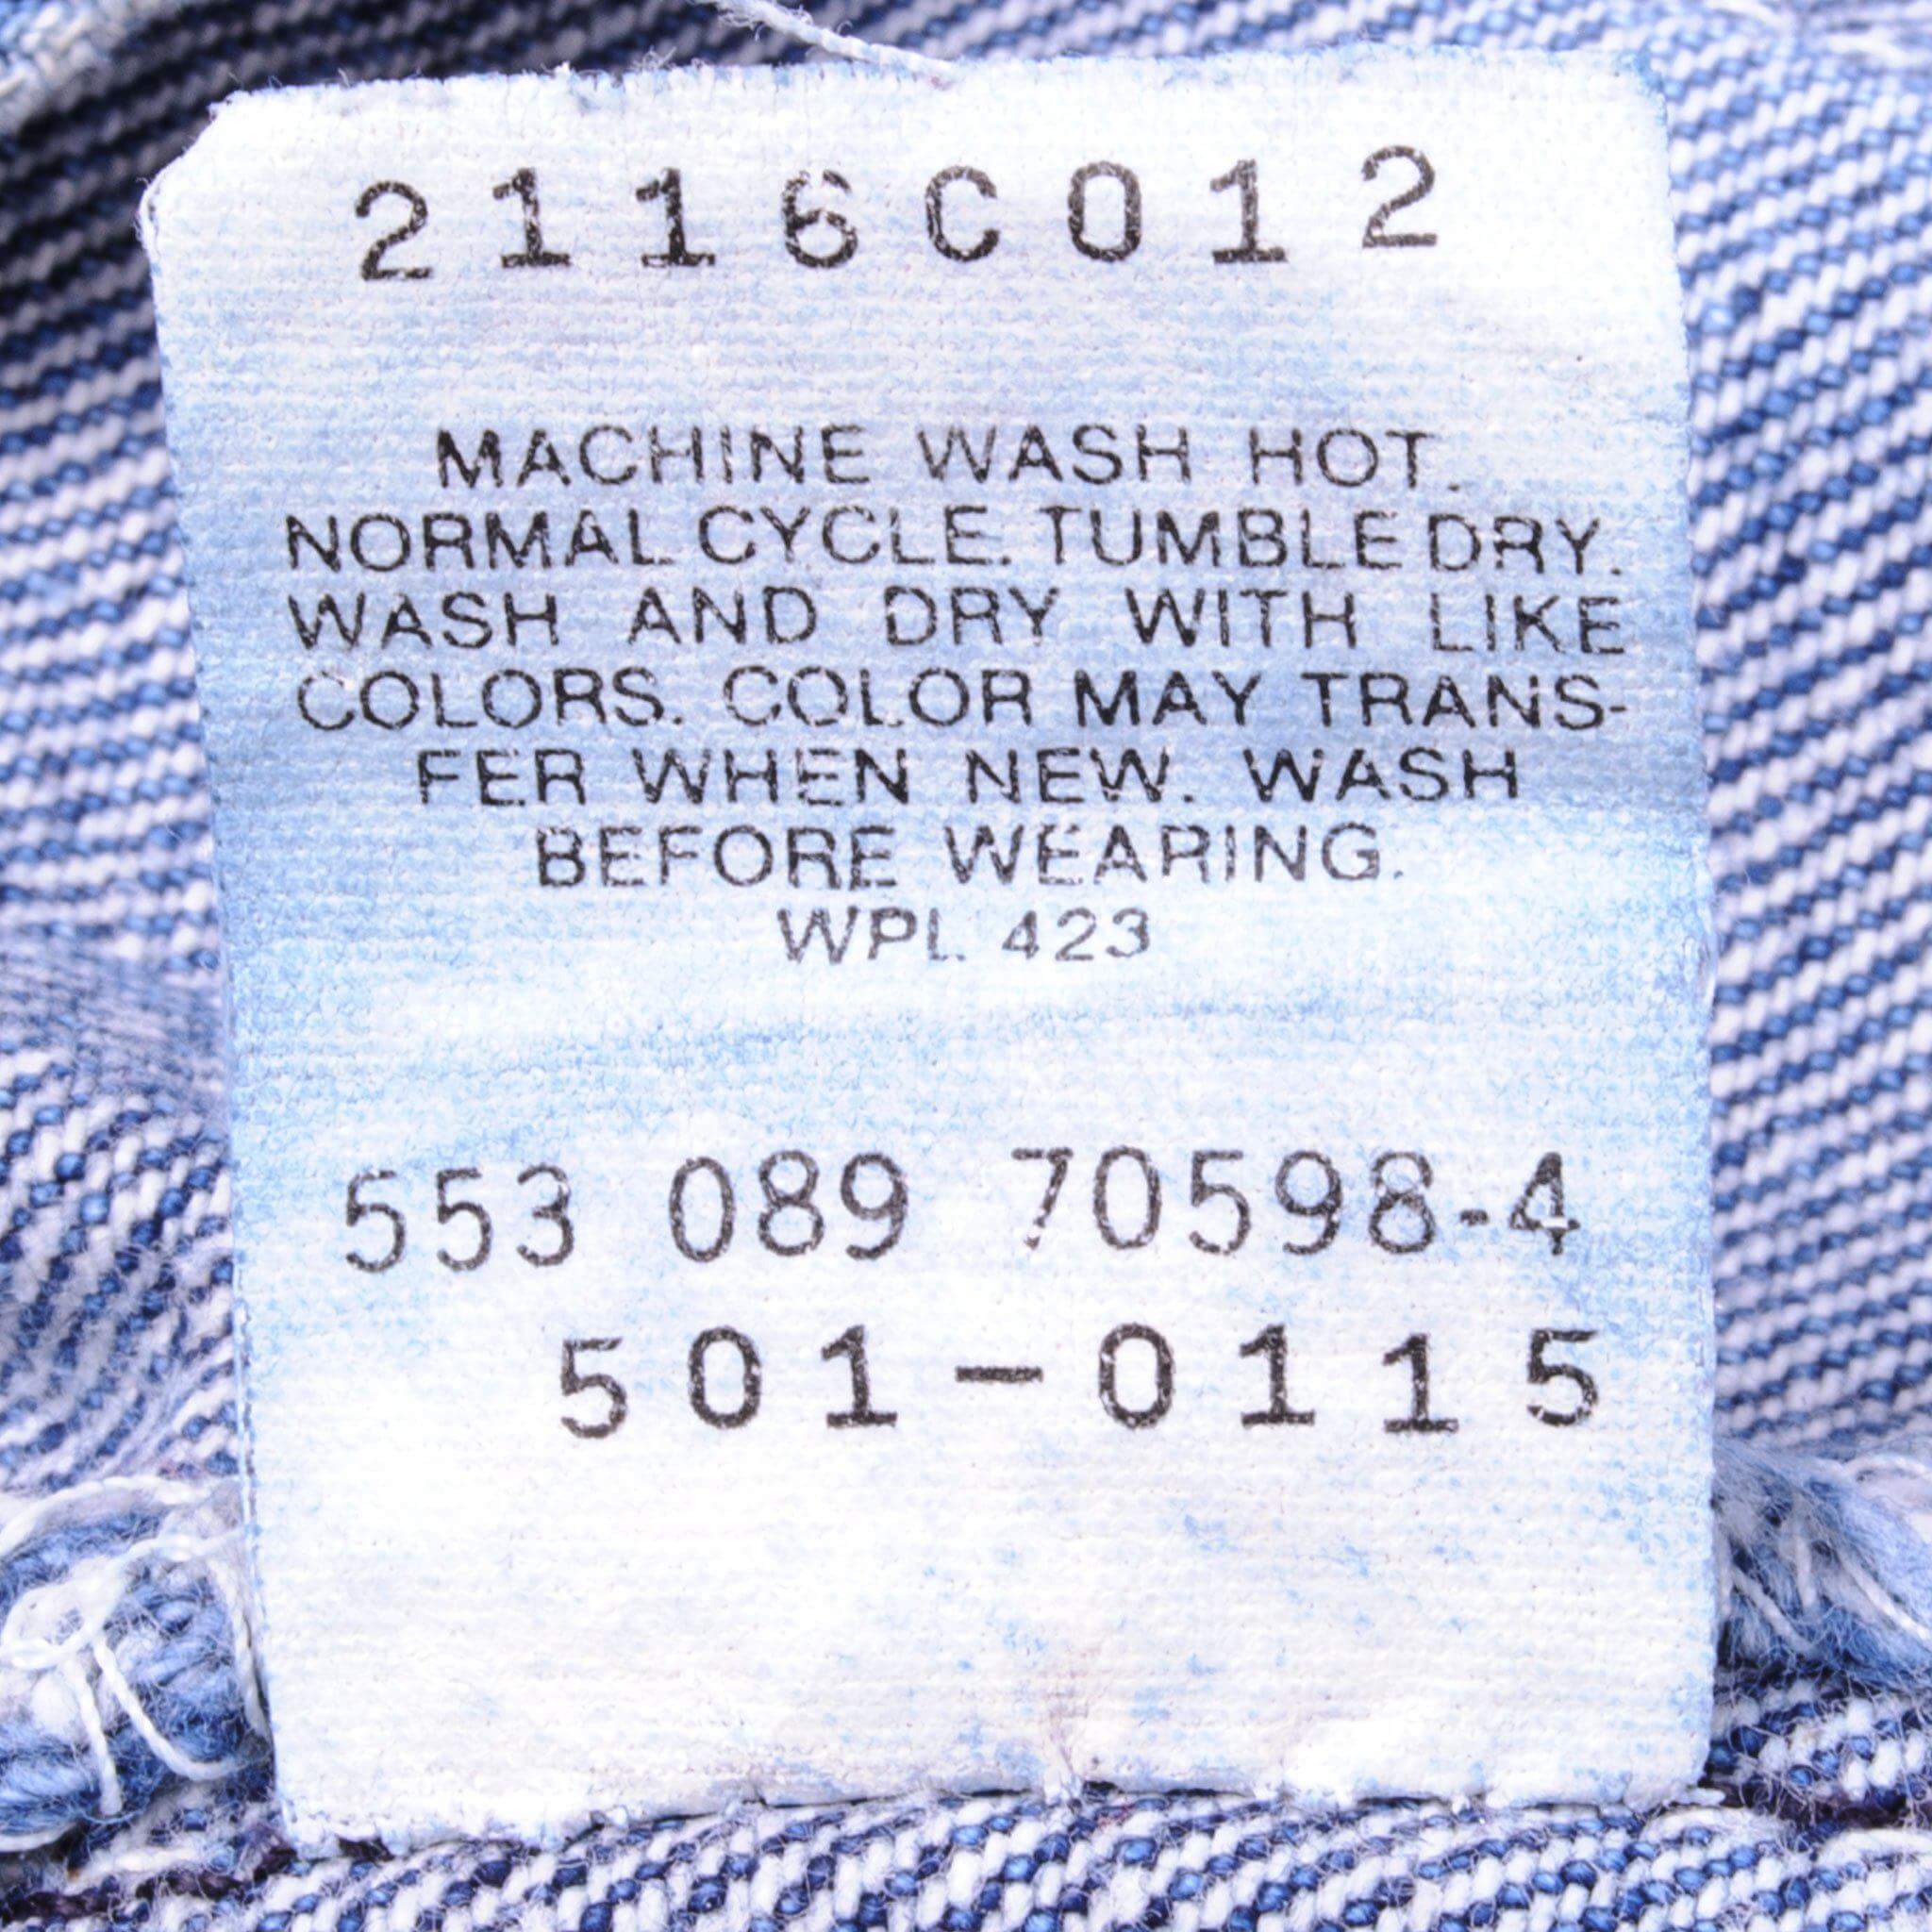 2116C012
MACHINE WASH HOT.
NORMAL CYCLE. TUMBLE DRY.
WASH AND DRY WITH LIKE
COLORS. COLOR MAY TRANS-
FER WHEN NEW. WASH
BEFORE WEARING.
WPL 423
553 089 70598-4
501-0115